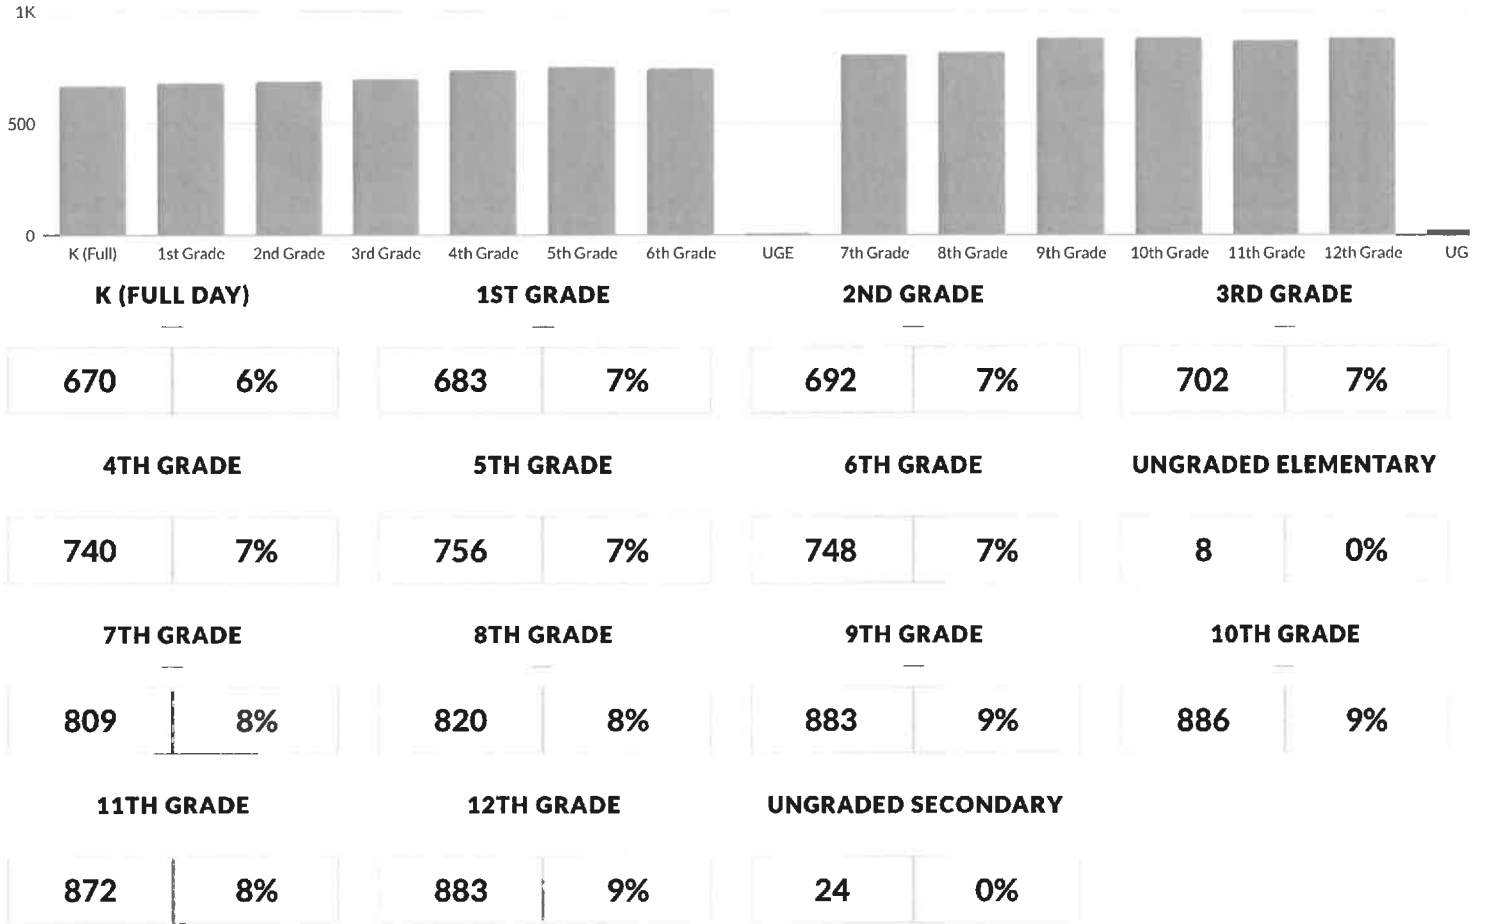 1K
500
0
K (Full) 1st Grade 2nd Grade 3rd Grade 4th Grade 5th Grade 6th Grade UGE 7th Grade 8th Grade 9th Grade 10th Grade 11th Grade 12th Grade UG
K (FULL DAY) 1ST GRADE 2ND GRADE 3RD GRADE
670 6% 683 7% 692 7% 702 7%
4TH GRADE 5TH GRADE 6TH GRADE UNGRADED ELEMENTARY
740 7% 756 7% 748 7% 8 0%
7TH GRADE 8TH GRADE 9TH GRADE 10TH GRADE
809 8% 820 8% 883 9% 886 9%
11TH GRADE 12TH GRADE UNGRADED SECONDARY
872 8% 883 9% 24 0%